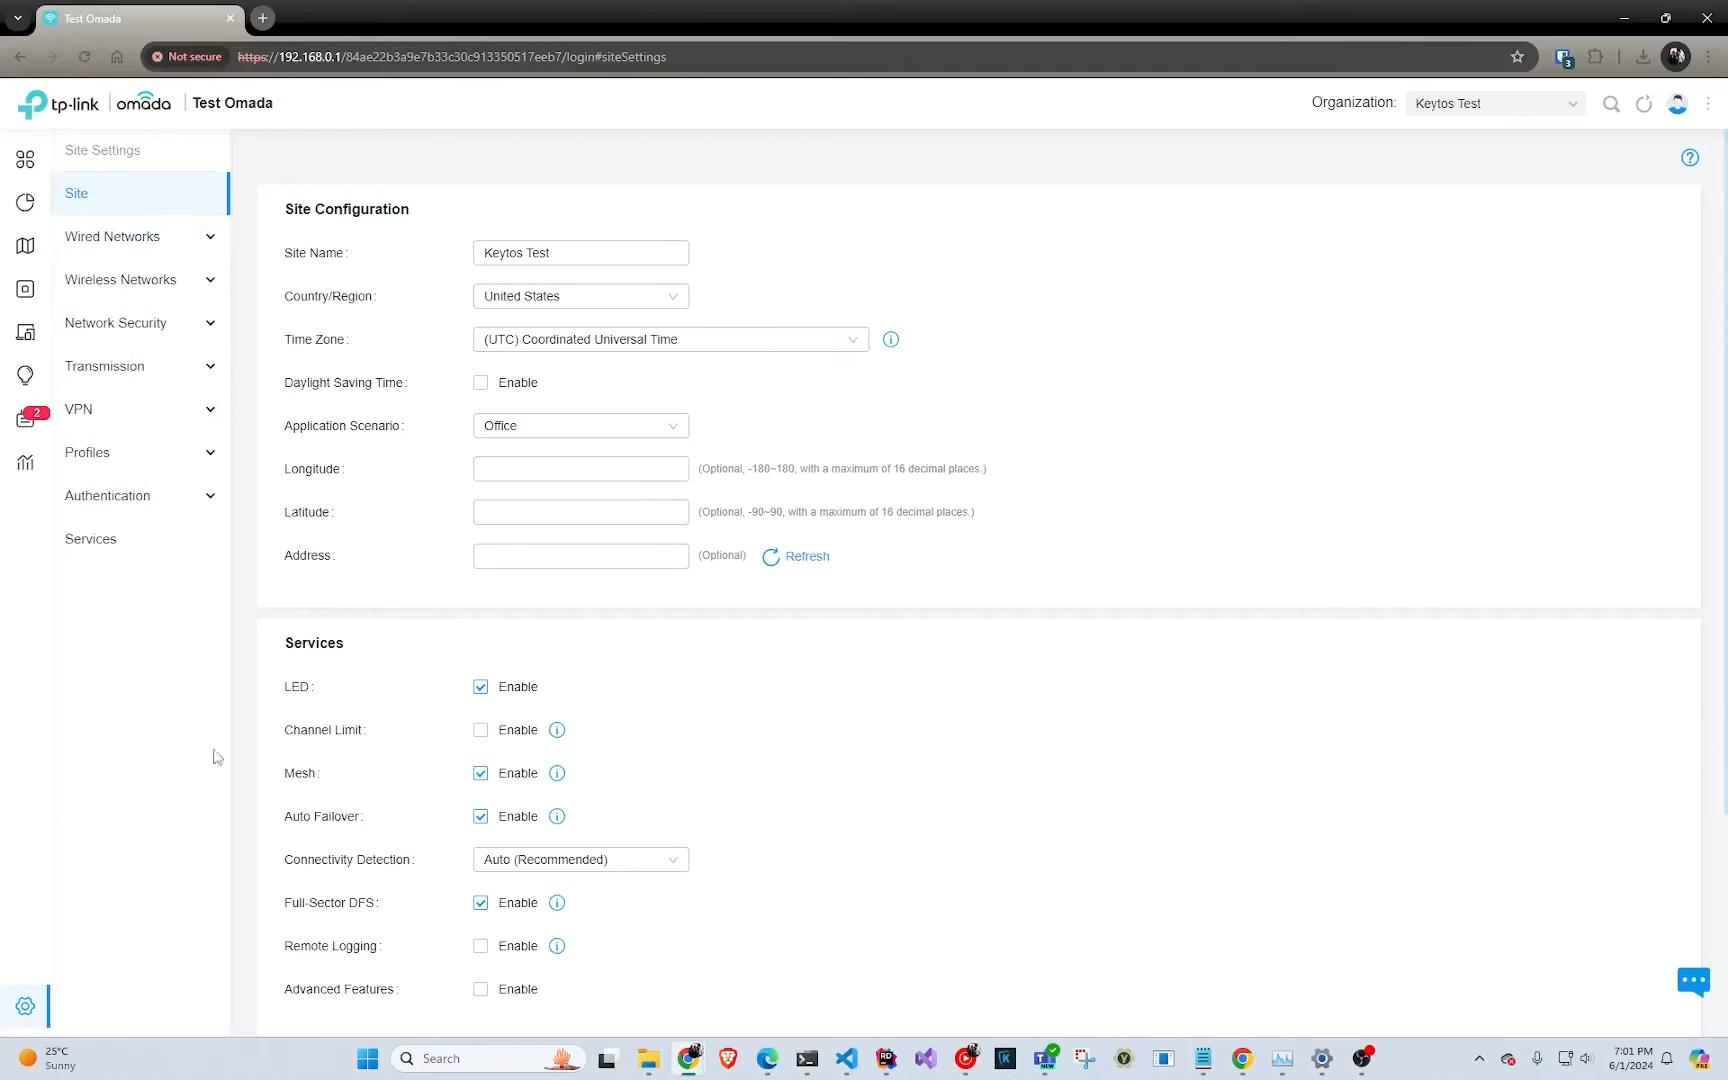 Test Omada
Not secure https://192.168.0.1/84ae22b3a9e7b33c30c913350517eeb7/login#siteSettings
3
tp-link omada Test Omada
Organization: Keytos Test
Site Settings
Site
Wired Networks
Wireless Networks
Network Security
Transmission
VPN
2
Profiles
Authentication
Services
Site Configuration
Site Name: Keytos Test
Country/Region: United States
Time Zone: (UTC) Coordinated Universal Time
Daylight Saving Time: Enable
Application Scenario: Office
Longitude: (Optional, -180~180, with a maximum of 16 decimal places.)
Latitude: (Optional, -90~90, with a maximum of 16 decimal places.)
Address: (Optional) Refresh
Services
LED: Enable
Channel Limit: Enable
Mesh: Enable
Auto Failover: Enable
Connectivity Detection: Auto (Recommended)
Full-Sector DFS: Enable
Remote Logging: Enable
Advanced Features: Enable
25°C
Sunny
Search
RD
K
NEW
Y
7:01 PM
6/1/2024
PRE